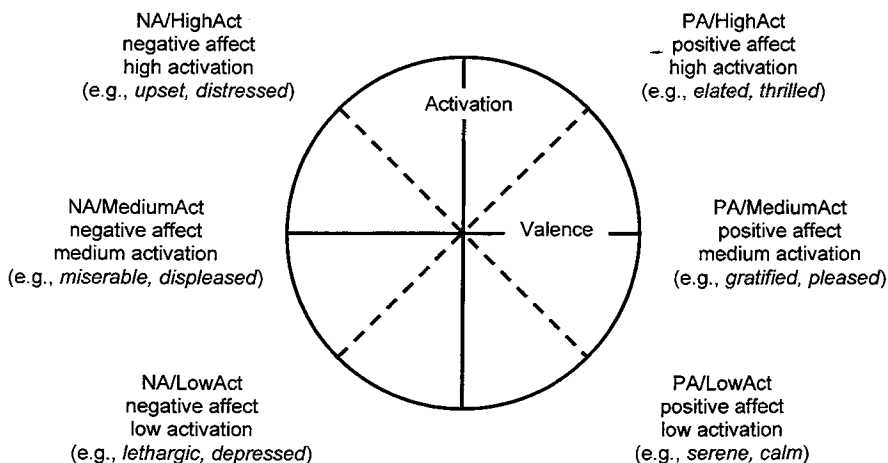 NA/HighAct
negative affect
high activation
(e.g., upset, distressed)
PA/HighAct
positive affect
high activation
(e.g., elated, thrilled)
Activation
NA/MediumAct
negative affect
medium activation
(e.g., miserable, displeased)
Valence
PA/MediumAct
positive affect
medium activation
(e.g., gratified, pleased)
NA/LowAct
negative affect
low activation
(e.g., lethargic, depressed)
PA/LowAct
positive affect
low activation
(e.g., serene, calm)